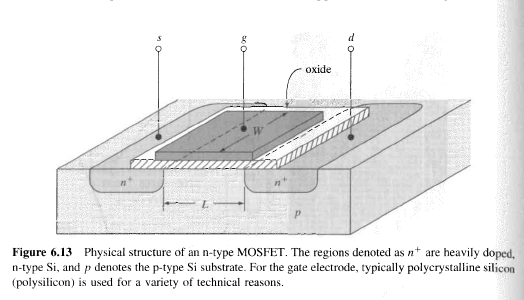 s
g
d
oxide
W
n+
n+
L
p
Figure 6.13 Physical structure of an n-type MOSFET. The regions denoted as n+ are heavily doped,
n-type Si, and p denotes the p-type Si substrate. For the gate electrode, typically polycrystalline silicon
(polysilicon) is used for a variety of technical reasons.